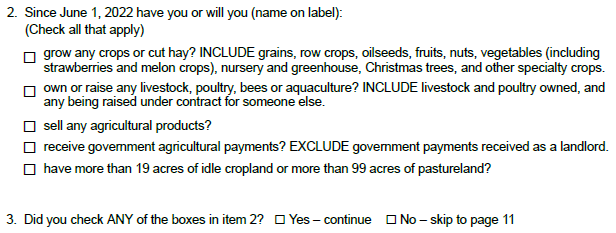 2. Since June 1, 2022 have you or will you (name on label):
(Check all that apply)
grow any crops or cut hay? INCLUDE grains, row crops, oilseeds, fruits, nuts, vegetables (including
strawberries and melon crops), nursery and greenhouse, Christmas trees, and other specialty crops.
own or raise any livestock, poultry, bees or aquaculture? INCLUDE livestock and poultry owned, and
any being raised under contract for someone else.
sell any agricultural products?
receive government agricultural payments? EXCLUDE government payments received as a landlord.
have more than 19 acres of idle cropland or more than 99 acres of pastureland?
3. Did you check ANY of the boxes in item 2? □ Yes – continue □ No – skip to page 11